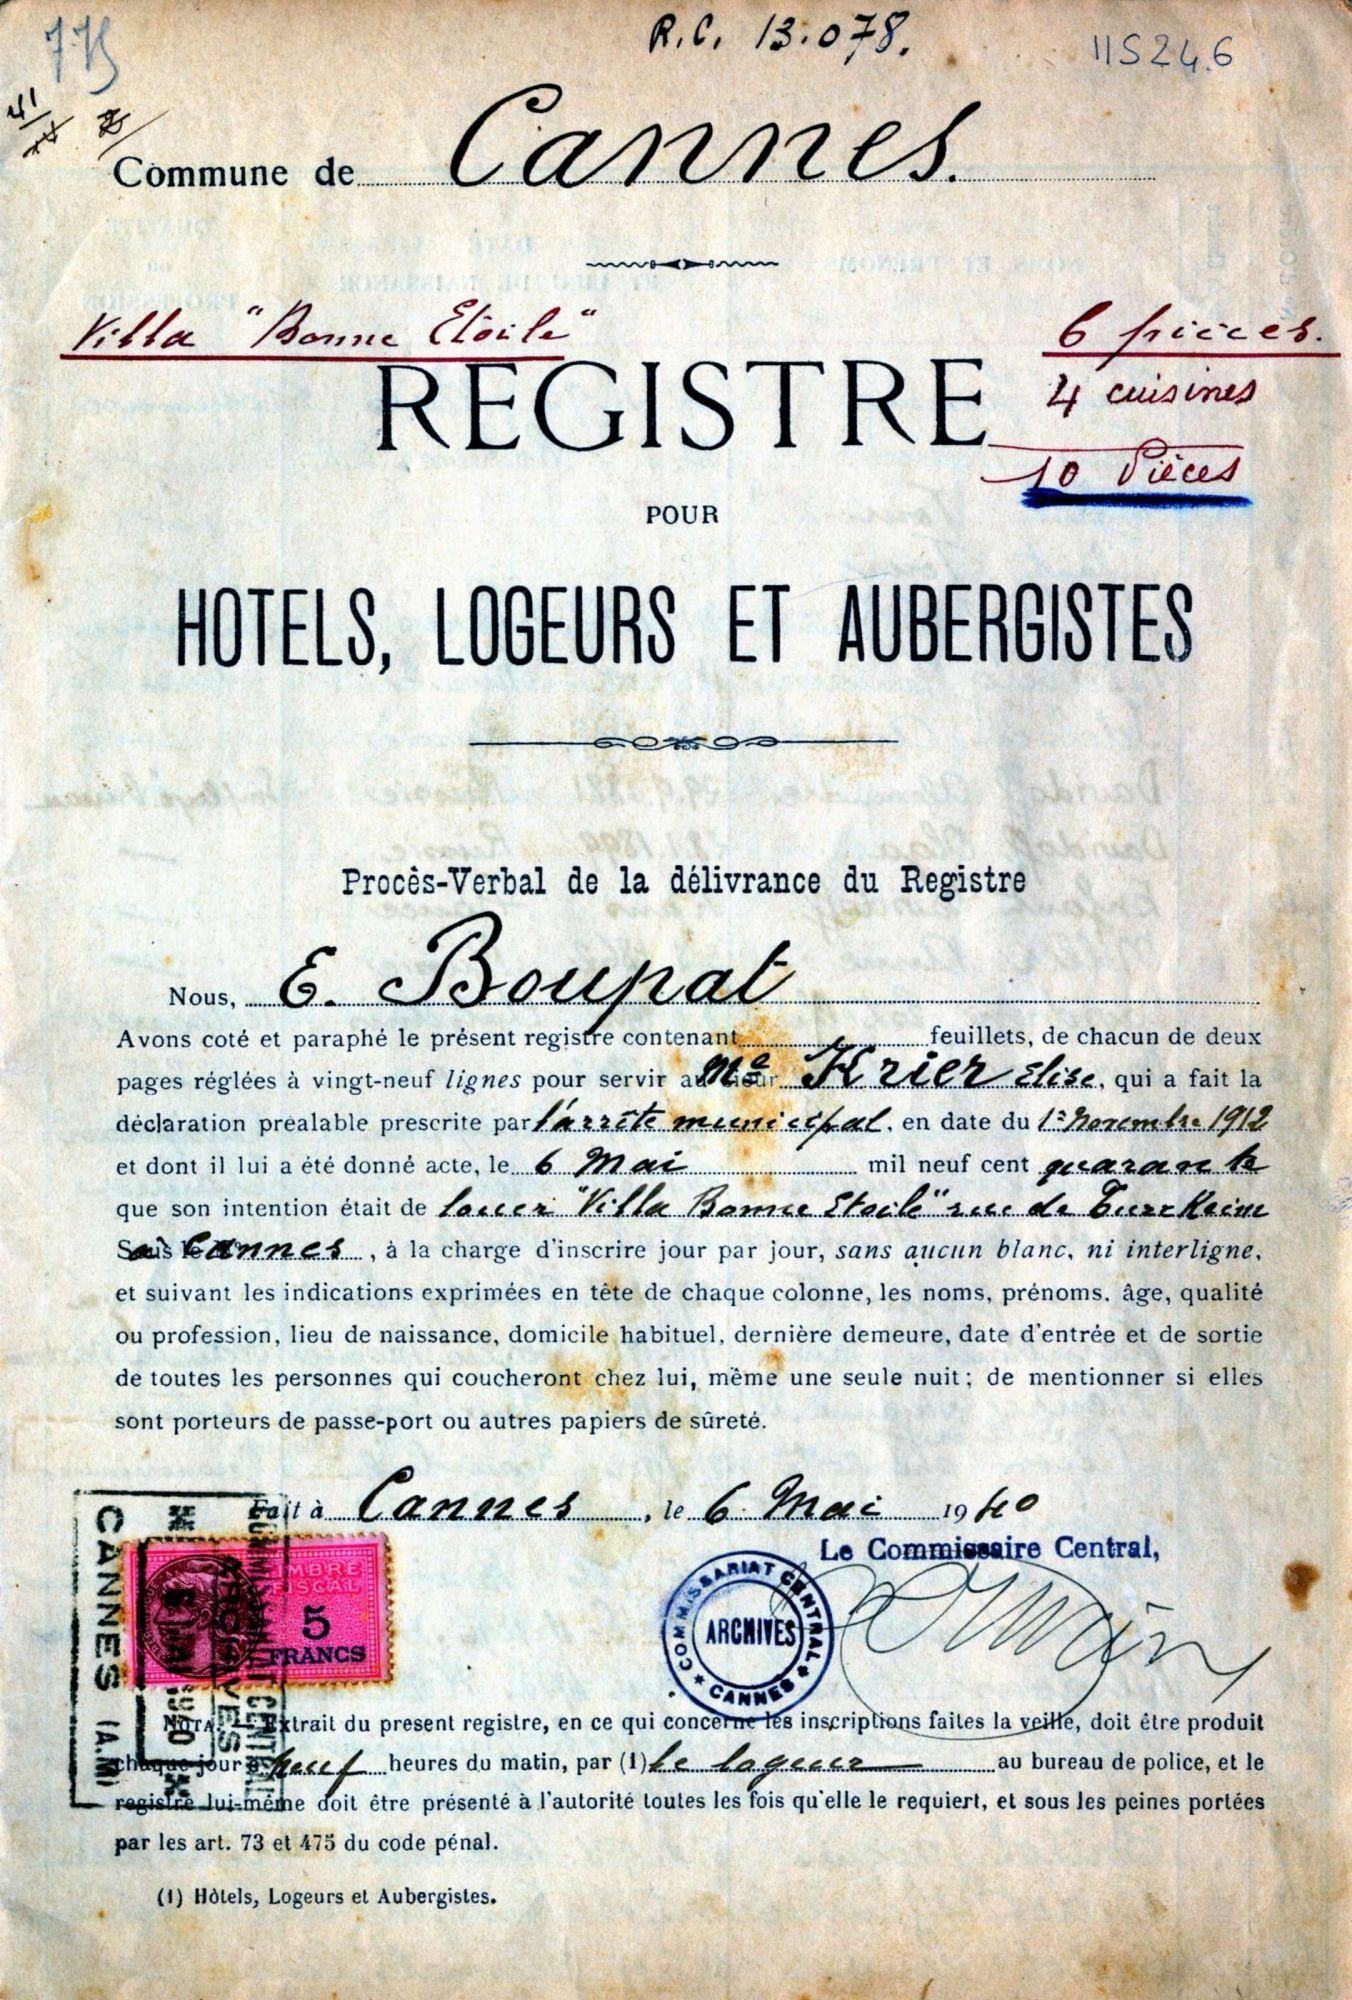 775
R.C. 13.078.
11S24.6
Commune de Cannes.
Villa "Bonne Etoile"
6 pièces.
4 cuisines
10 Pièces
REGISTRE
POUR
HOTELS, LOGEURS ET AUBERGISTES
Procès-Verbal de la délivrance du Registre
Nous, E. Boupat
Avons coté et paraphé le présent registre contenant feuillets, de chacun de deux
pages réglées à vingt-neuf lignes pour servir au Me Krier Elise, qui a fait la
déclaration préalable prescrite par l'arrêté municipal, en date du 1er Novembre 1912
et dont il lui a été donné acte, le 6 Mai mil neuf cent quarante
que son intention était de louer "Villa Bonne Etoile" rue de Turckeim
à Cannes, à la charge d'inscrire jour par jour, sans aucun blanc, ni interligne,
et suivant les indications exprimées en tête de chaque colonne, les noms, prénoms, âge, qualité
ou profession, lieu de naissance, domicile habituel, dernière demeure, date d'entrée et de sortie
de toutes les personnes qui coucheront chez lui, même une seule nuit; de mentionner si elles
sont porteurs de passe-port ou autres papiers de sûreté.
Fait à Cannes, le 6 Mai 1940
Le Commissaire Central,
COMMISSARIAT CENTRAL
ARCHIVES
CANNES
TIMBRE
FISCAL
5
FRANCS
COMMISSARIAT CENTRAL
ARCHIVES
CANNES (A.M)
NOTA. Extrait du present registre, en ce qui concerne les inscriptions faites la veille, doit être produit
chaque jour à neuf heures du matin, par (1) le logeur au bureau de police, et le
registre lui-même doit être présenté à l'autorité toutes les fois qu'elle le requiert, et sous les peines portées
par les art. 73 et 475 du code pénal.
(1) Hôtels, Logeurs et Aubergistes.